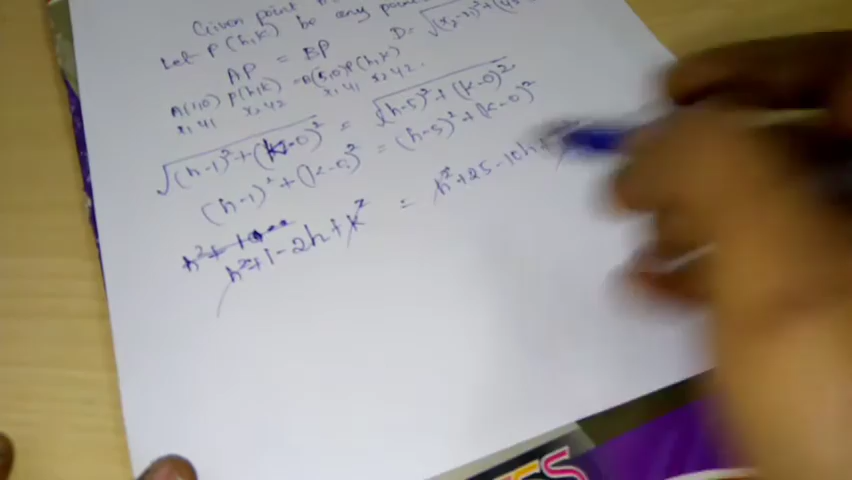 Given point
Let P(h,k) be any point
AP = BP D = √(x₂-x₁)²+(y₂
A(1,0) P(h,k) = B(5,0) P(h,k)
x₁,y₁ x₂,y₂ x₁,y₁ x₂,y₂
√(h-1)²+(k-0)² = √(h-5)²+(k-0)²
(h-1)²+(k-0)² = (h-5)²+(k-0)²
h²+1
h²+1-2h+k² = h²+25-10h+